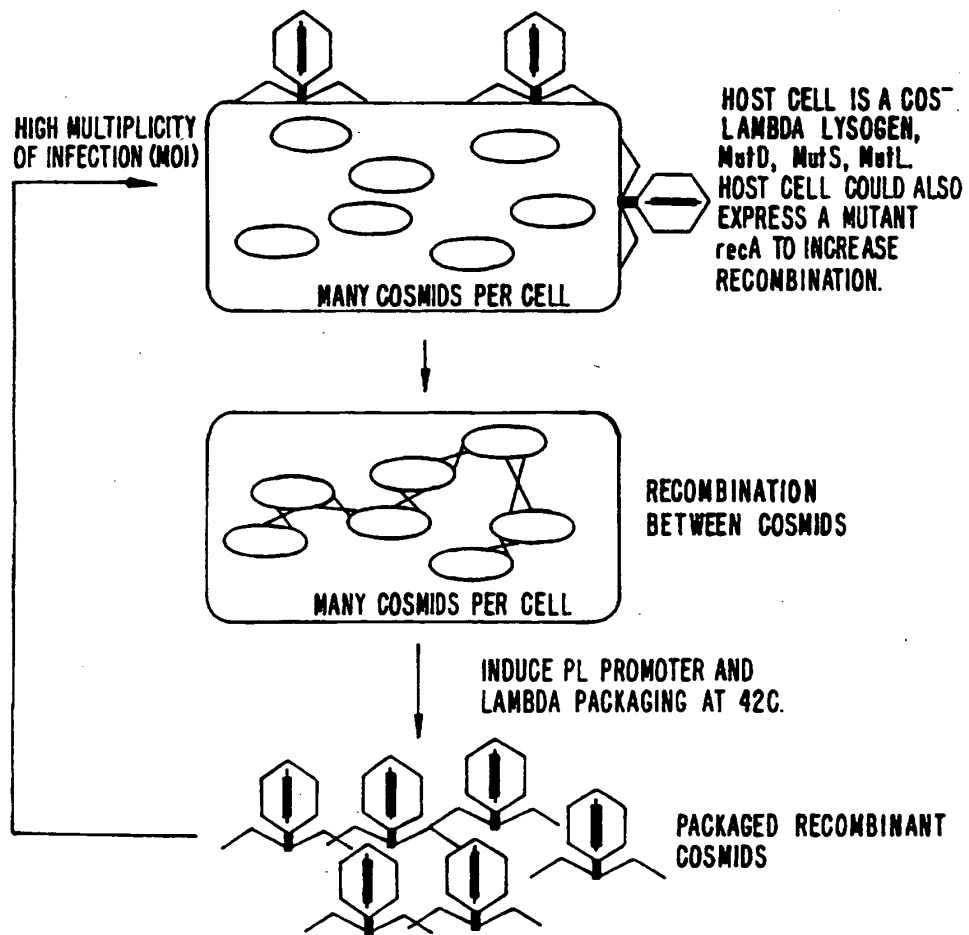 HIGH MULTIPLICITY
OF INFECTION (MOI)
HOST CELL IS A COS⁻
LAMBDA LYSOGEN,
MutD, MutS, MutL.
HOST CELL COULD ALSO
EXPRESS A MUTANT
recA TO INCREASE
RECOMBINATION.
MANY COSMIDS PER CELL
RECOMBINATION
BETWEEN COSMIDS
MANY COSMIDS PER CELL
INDUCE PL PROMOTER AND
LAMBDA PACKAGING AT 42C.
PACKAGED RECOMBINANT
COSMIDS